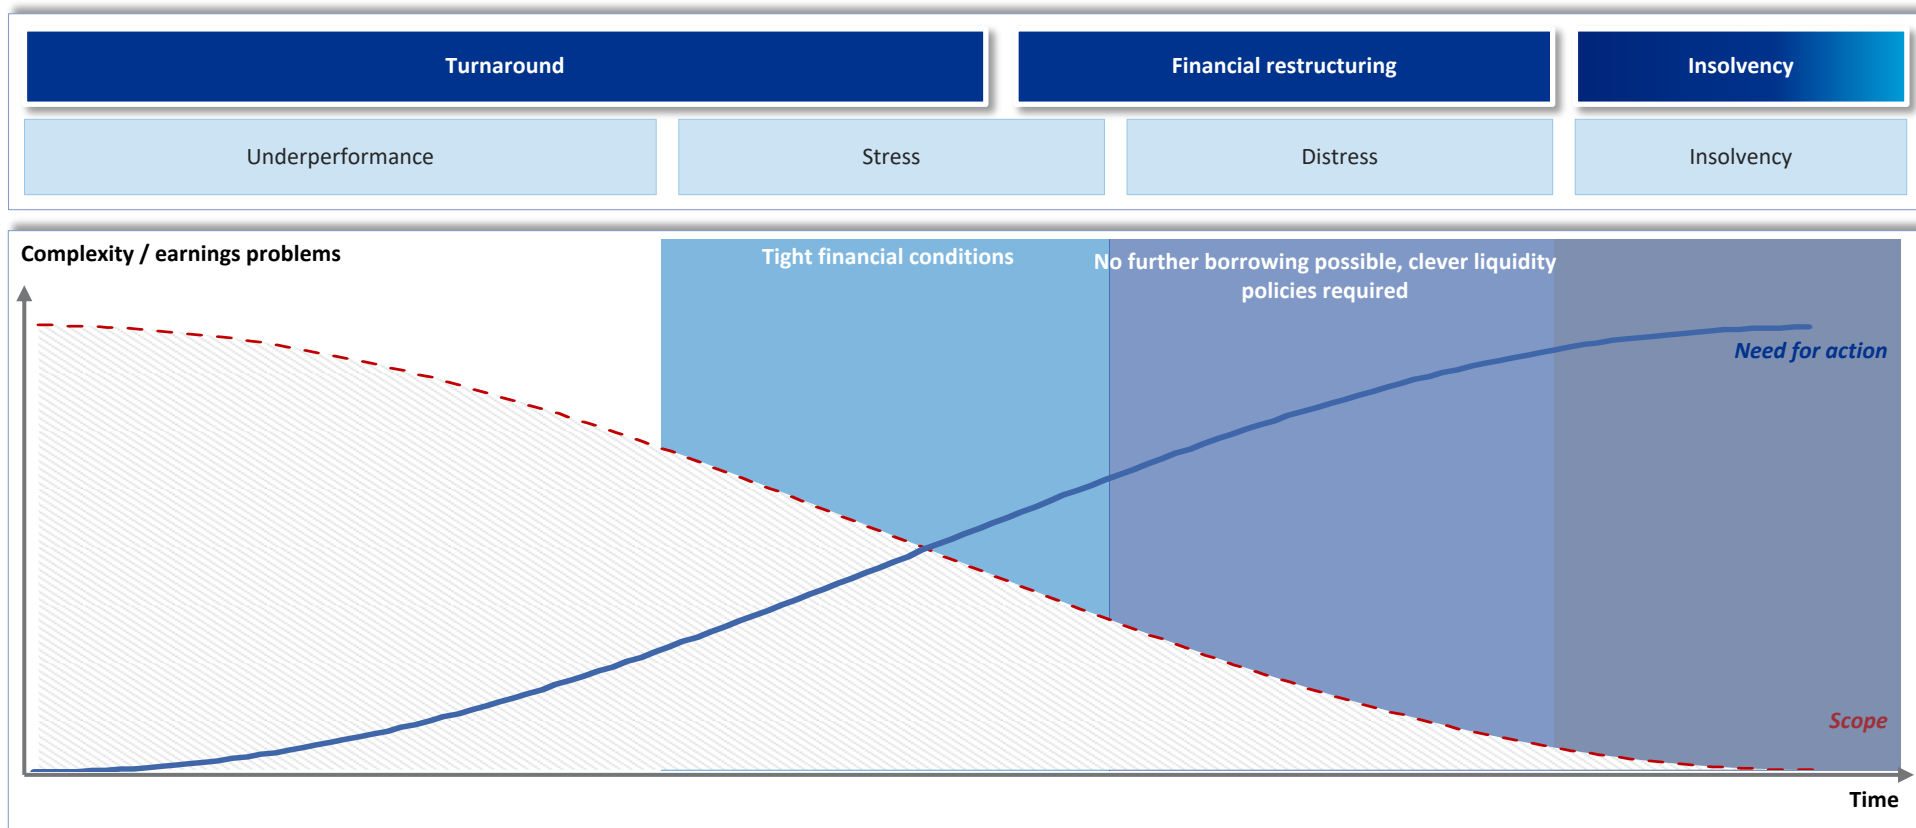 Turnaround
Financial restructuring
Insolvency
Underperformance
Stress
Distress
Insolvency
Complexity / earnings problems
Tight financial conditions
No further borrowing possible, clever liquidity
policies required
Need for action
Scope
Time